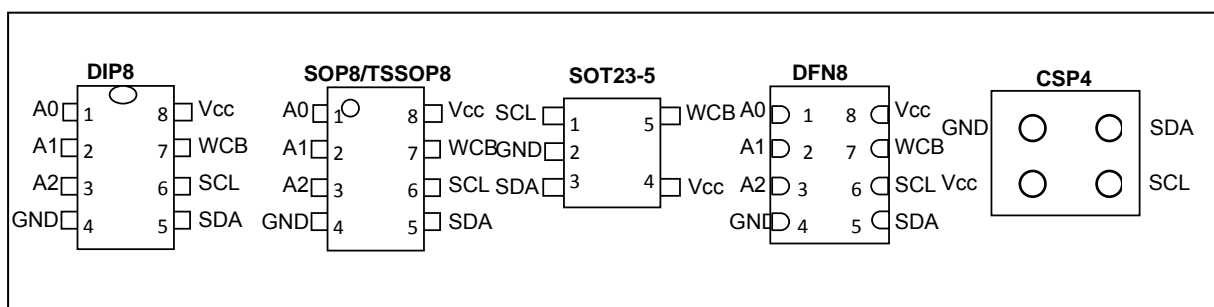 DIP8
A0 1 8 Vcc
A1 2 7 WCB
A2 3 6 SCL
GND 4 5 SDA
SOP8/TSSOP8
A0 1 8 Vcc
A1 2 7 WCB
A2 3 6 SCL
GND 4 5 SDA
SOT23-5
SCL 1 5 WCB
GND 2
SDA 3 4 Vcc
DFN8
A0 1 8 Vcc
A1 2 7 WCB
A2 3 6 SCL
GND 4 5 SDA
CSP4
GND SDA
Vcc SCL